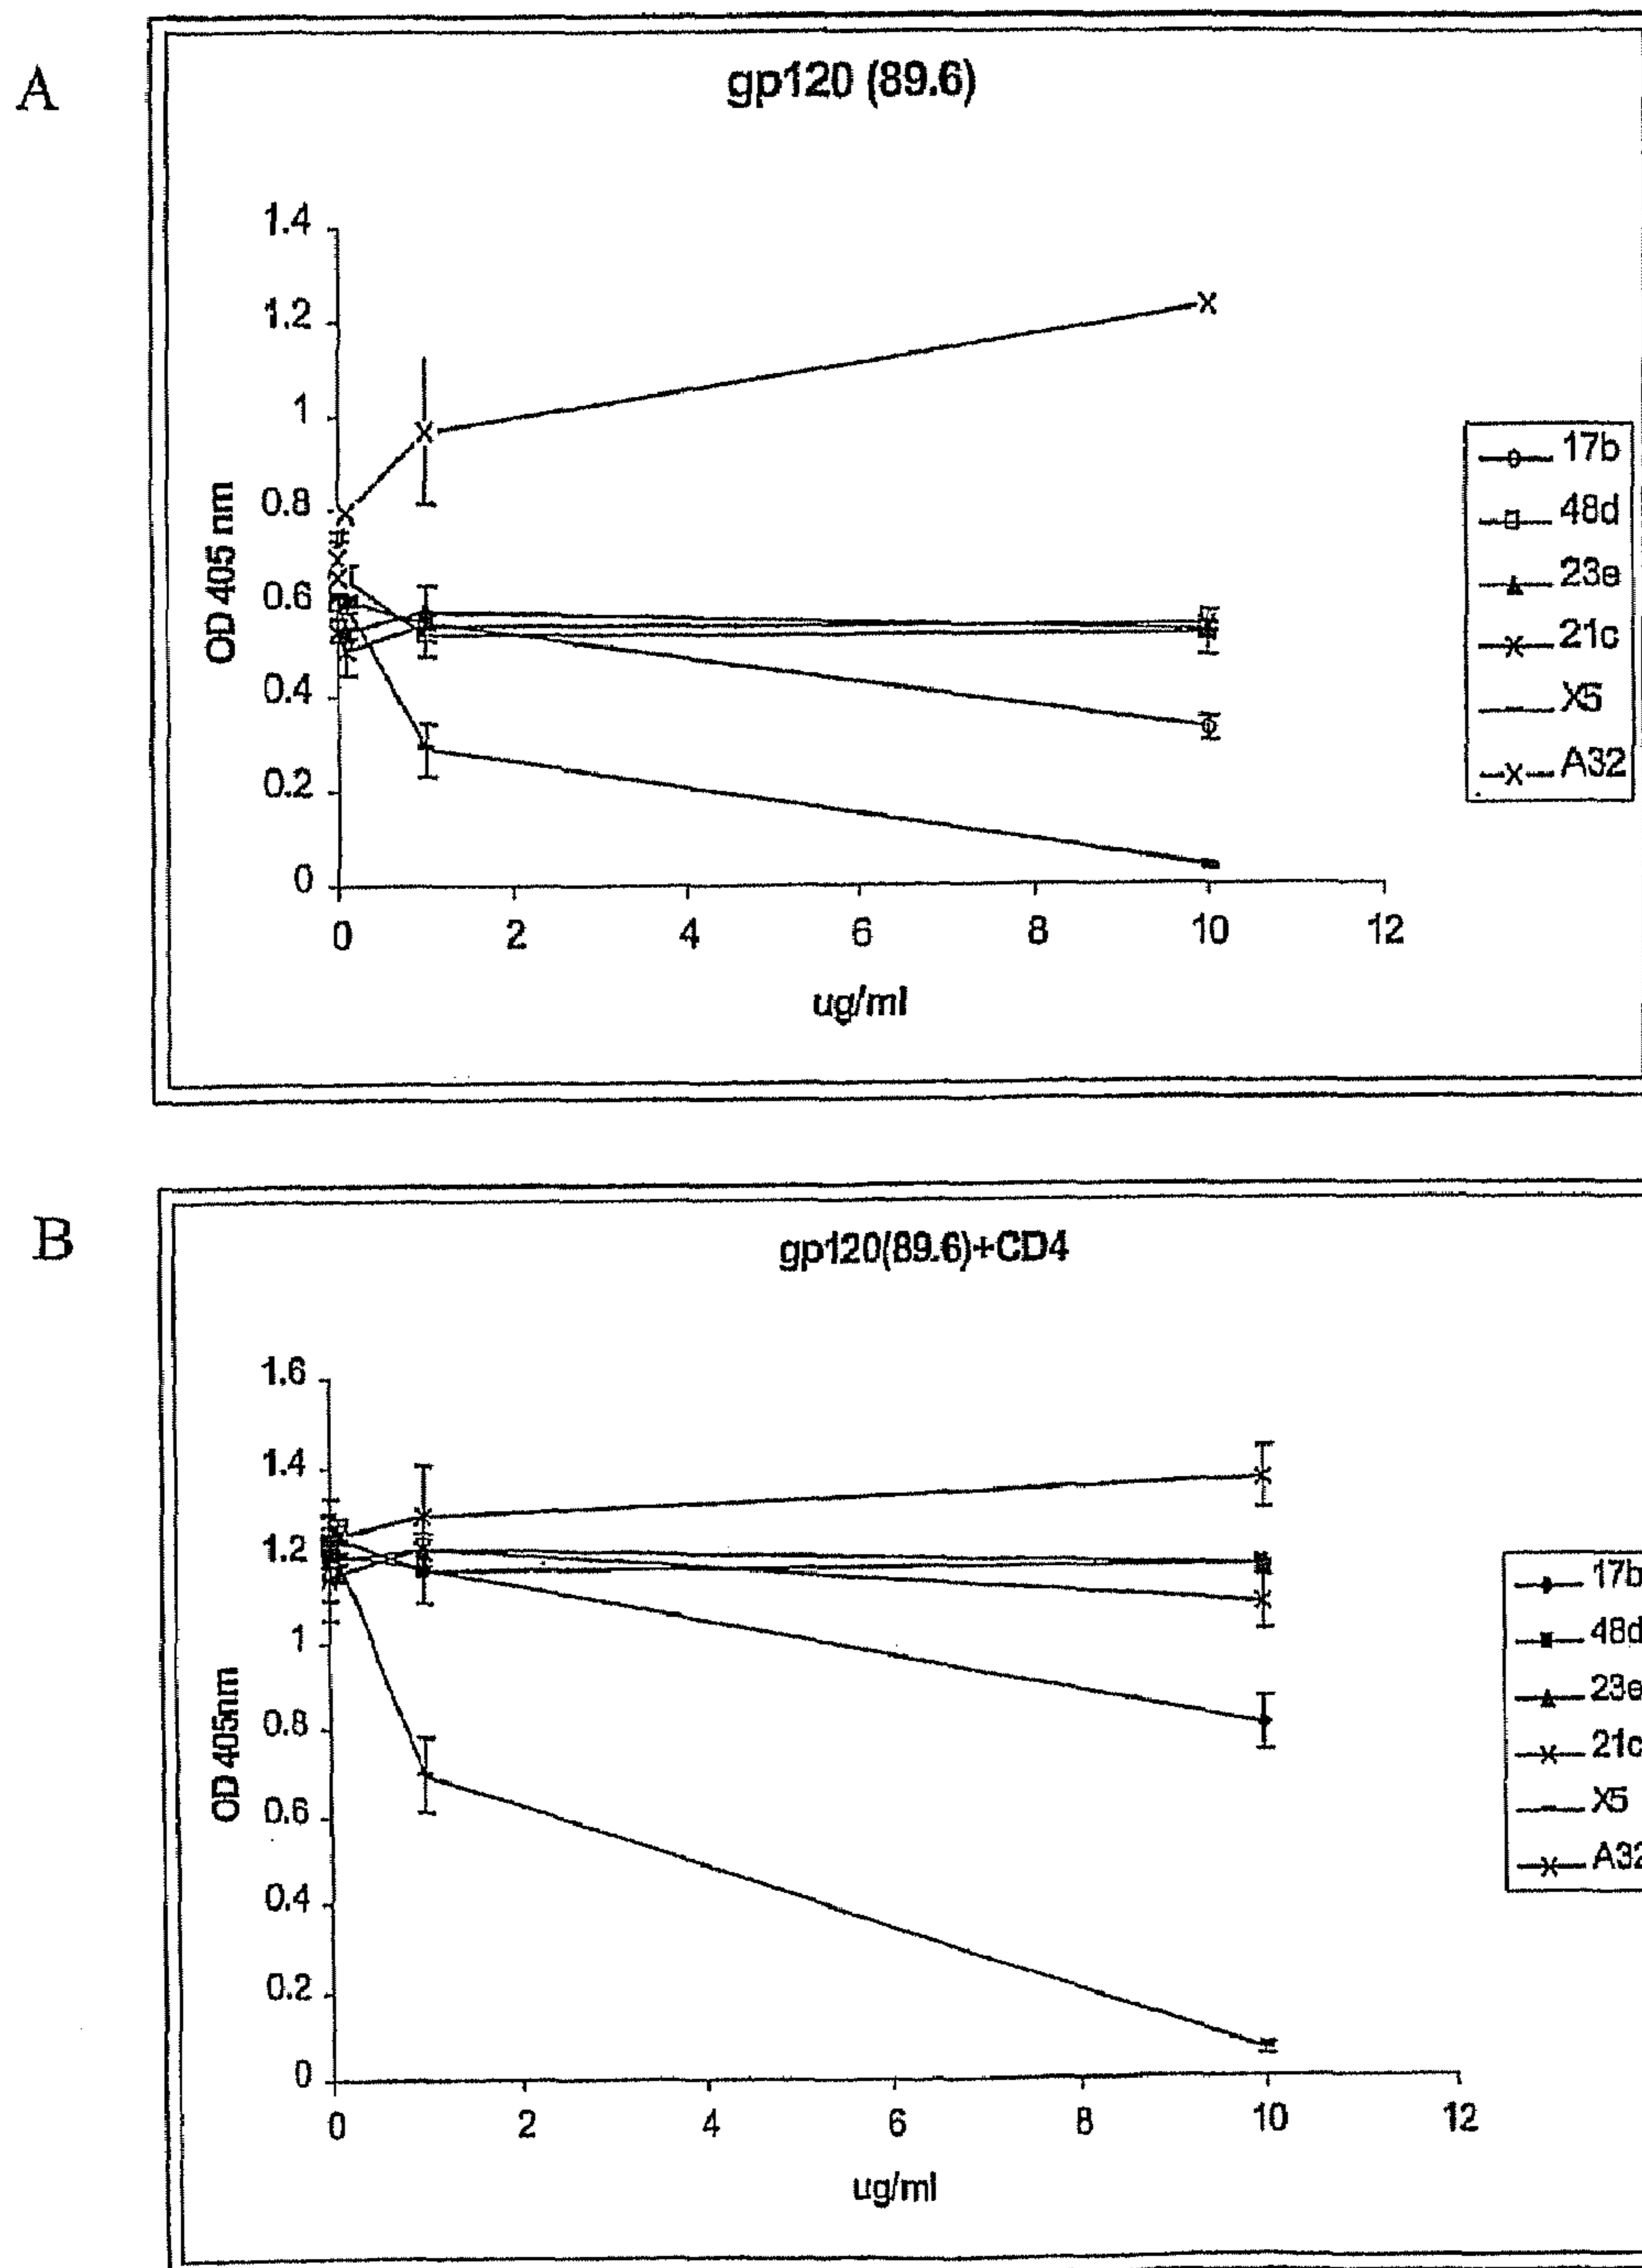 A
gp120 (89.6)
1.4
1.2
1
0.8
0.6
0.4
0.2
0
OD 405 nm
0 2 4 6 8 10 12
ug/ml
17b
48d
23e
21c
X5
A32
B
gp120(89.6)+CD4
1.6
1.4
1.2
1
0.8
0.6
0.4
0.2
0
OD 405nm
0 2 4 6 8 10 12
ug/ml
17b
48d
23e
21c
X5
A32